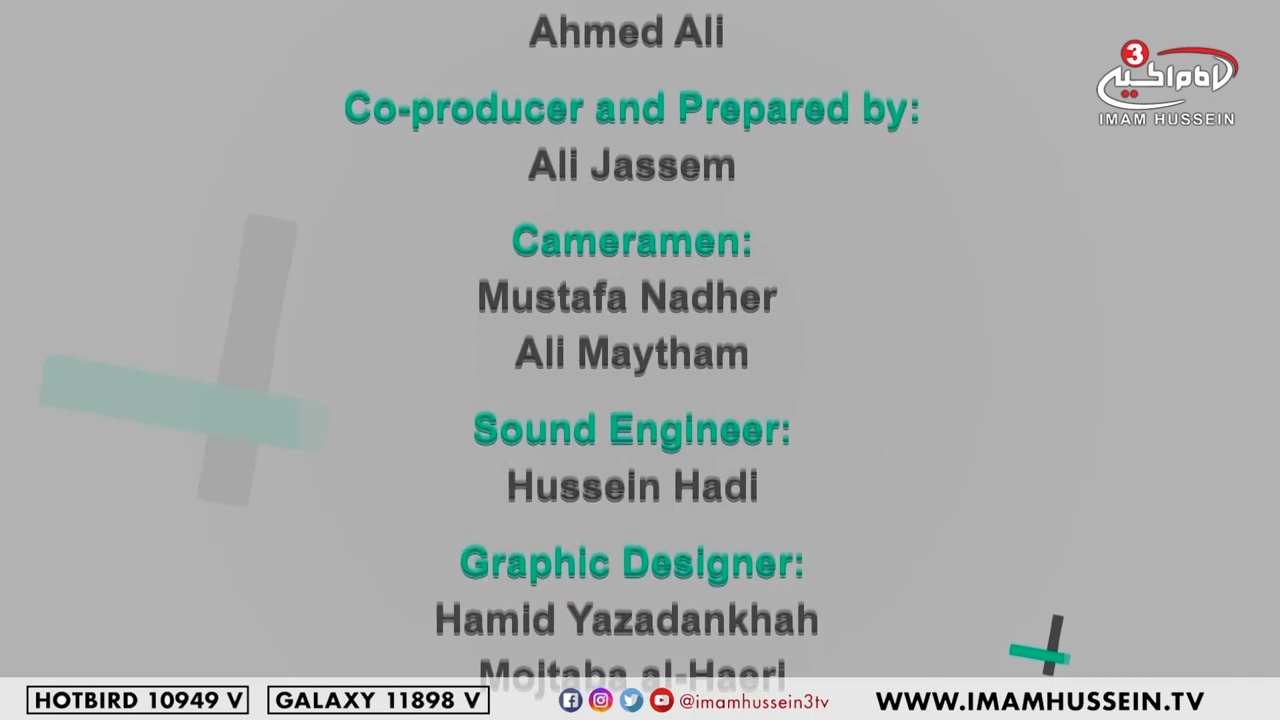 Ahmed Ali
3
IMAM HUSSEIN
Co-producer and Prepared by:
Ali Jassem
Cameramen:
Mustafa Nadher
Ali Maytham
Sound Engineer:
Hussein Hadi
Graphic Designer:
Hamid Yazadankhah
Mojtaba al-Haeri
HOTBIRD 10949 V GALAXY 11898 V @imamhussein3tv WWW.IMAMHUSSEIN.TV